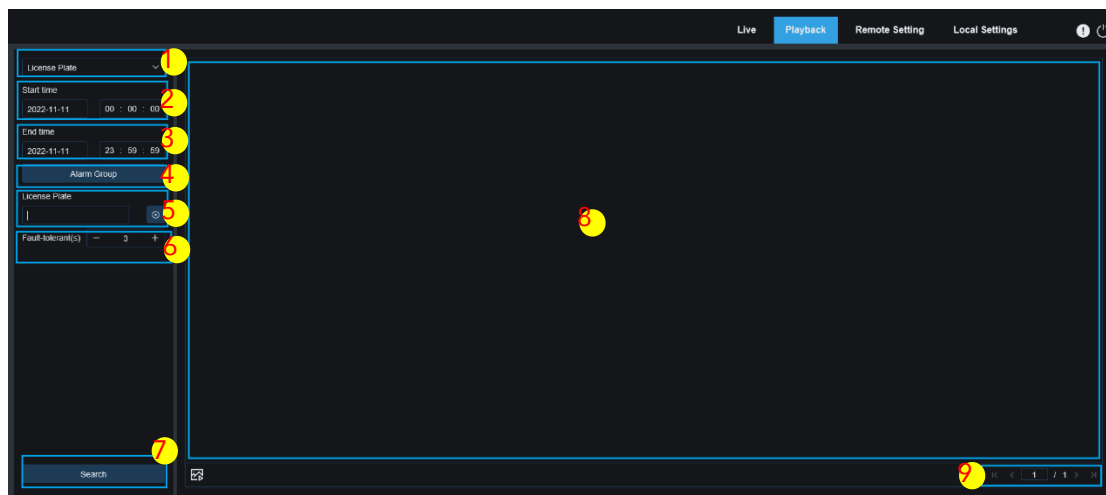 Live Playback Remote Setting Local Settings
License Plate 1
Start time
2022-11-11 00 : 00 : 00 2
End time
2022-11-11 23 : 59 : 59 3
Alarm Group 4
License Plate
5
Fault-tolerant(≤) − 3 + 6
8
7
Search
9 1 / 1